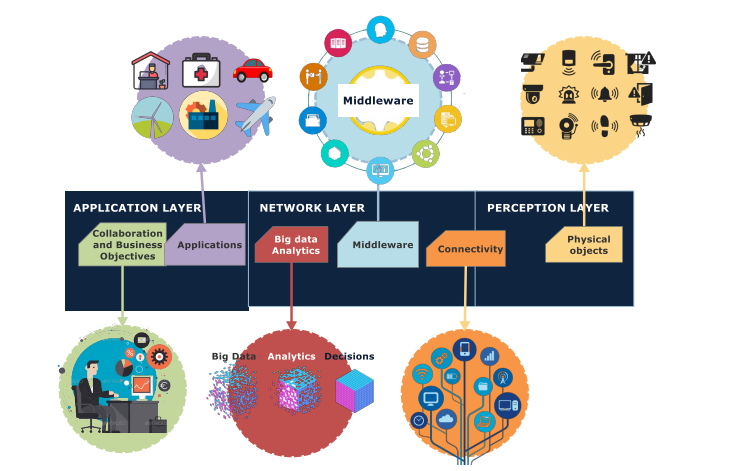 Middleware
APPLICATION LAYER
NETWORK LAYER
PERCEPTION LAYER
Collaboration
and Business
Objectives
Applications
Big data
Analytics
Middleware
Connectivity
Physical
objects
Big Data
Analytics
Decisions